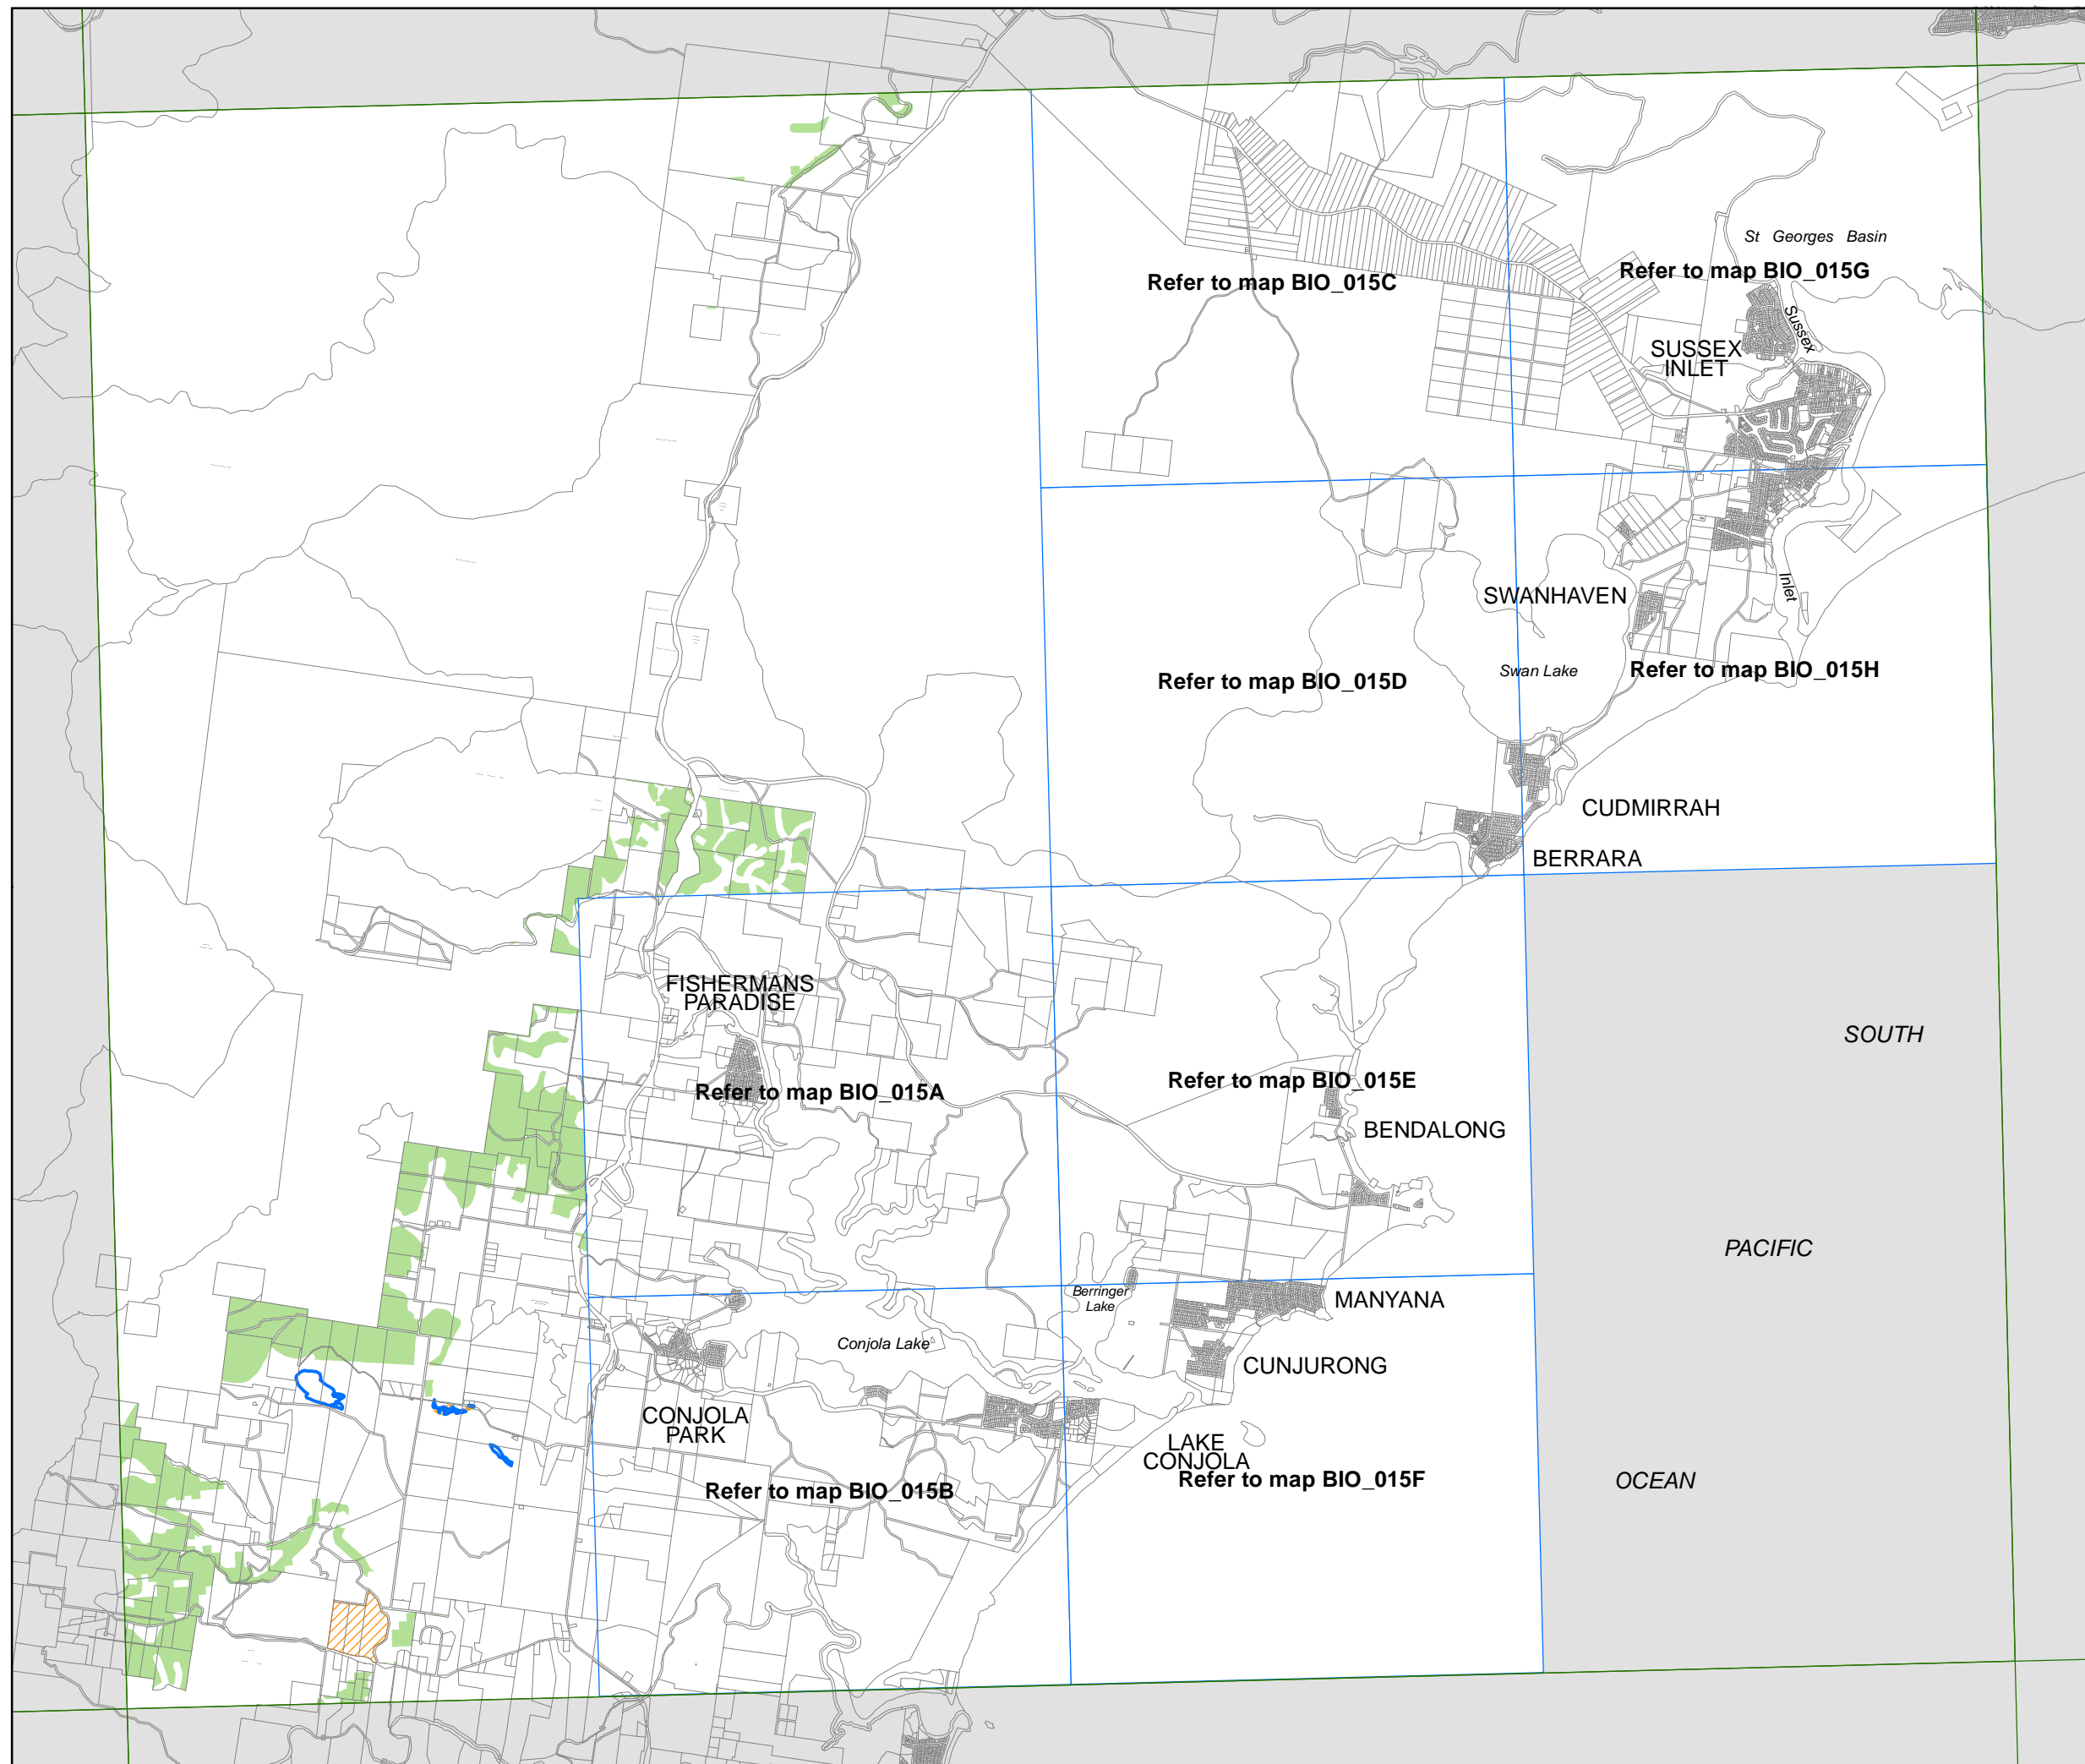 St Georges Basin
Refer to map BIO_015G
Refer to map BIO_015C
Sussex
SUSSEX
INLET
Inlet
SWANHAVEN
Swan Lake
Refer to map BIO_015H
Refer to map BIO_015D
CUDMIRRAH
BERRARA
FISHERMANS
PARADISE
SOUTH
Refer to map BIO_015E
Refer to map BIO_015A
BENDALONG
PACIFIC
Berringer
Lake
MANYANA
Conjola Lake
CUNJURONG
CONJOLA
PARK
LAKE
CONJOLA
Refer to map BIO_015F
OCEAN
Refer to map BIO_015B